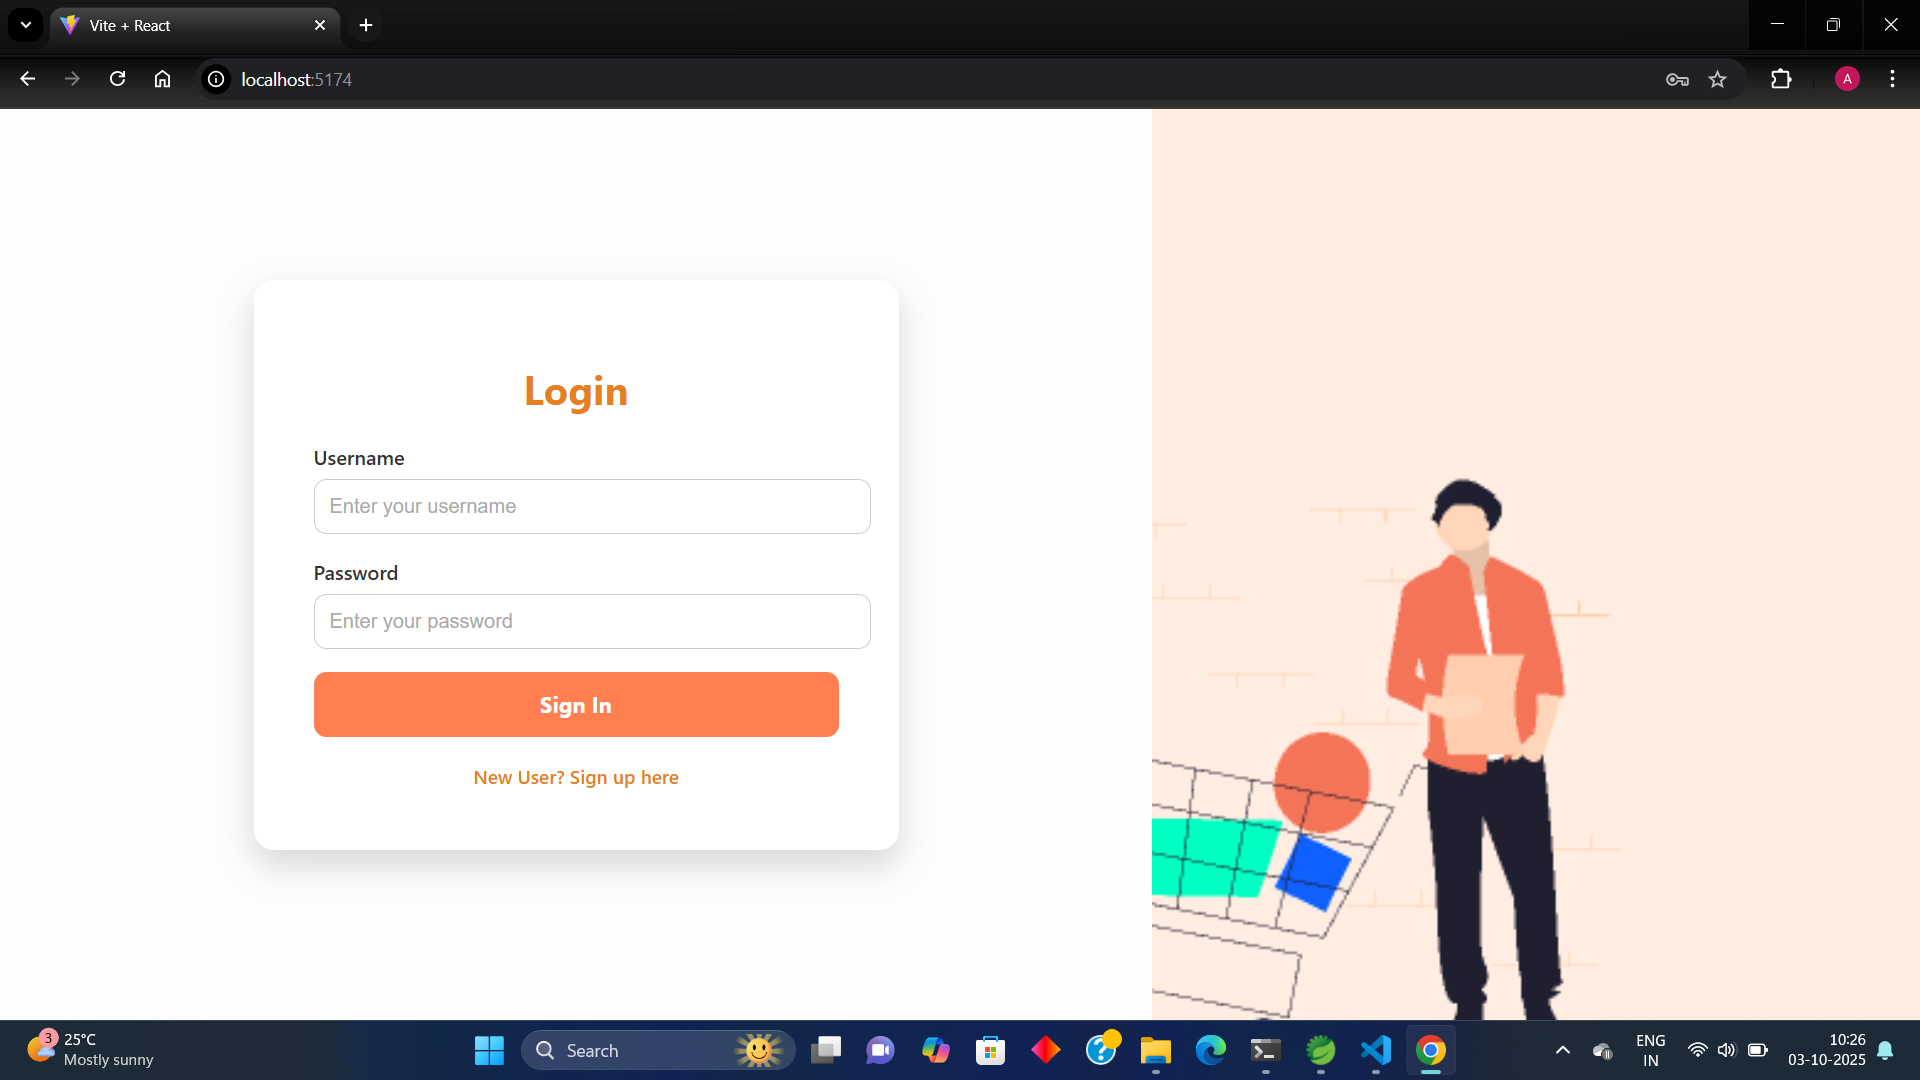 Vite + React
localhost:5174
A
Login
Username
Enter your username
Password
Enter your password
Sign In
New User? Sign up here
3
25°C
Mostly sunny
Search
ENG
IN
10:26
03-10-2025